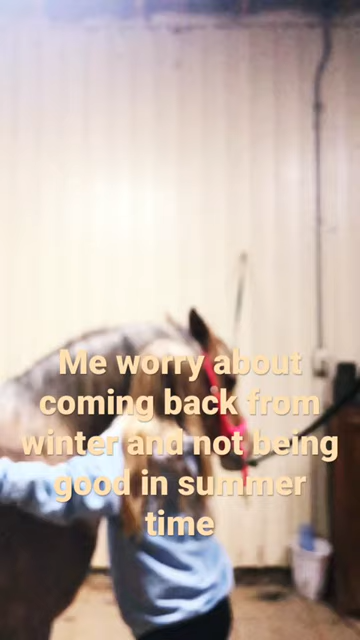 Me worry about
coming back from
winter and not being
good in summer
time